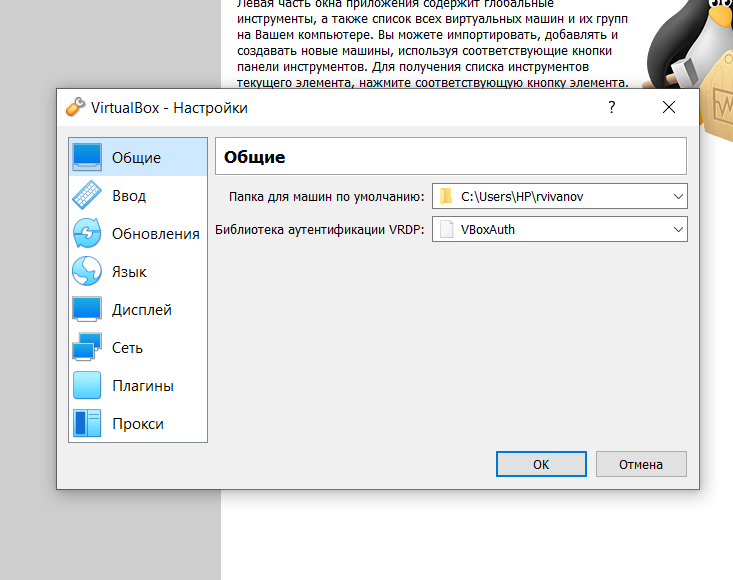 Левая часть окна приложения содержит глобальные
инструменты, а также список всех виртуальных машин и их групп
на Вашем компьютере. Вы можете импортировать, добавлять и
создавать новые машины, используя соответствующие кнопки
панели инструментов. Для получения списка инструментов
текущего элемента, нажмите соответствующую кнопку элемента.
VirtualBox - Настройки
?
Общие
Ввод
Обновления
Язык
Дисплей
Сеть
Плагины
Прокси
Общие
Папка для машин по умолчанию: C:\Users\HP\rvivanov
Библиотека аутентификации VRDP: VBoxAuth
OK Отмена